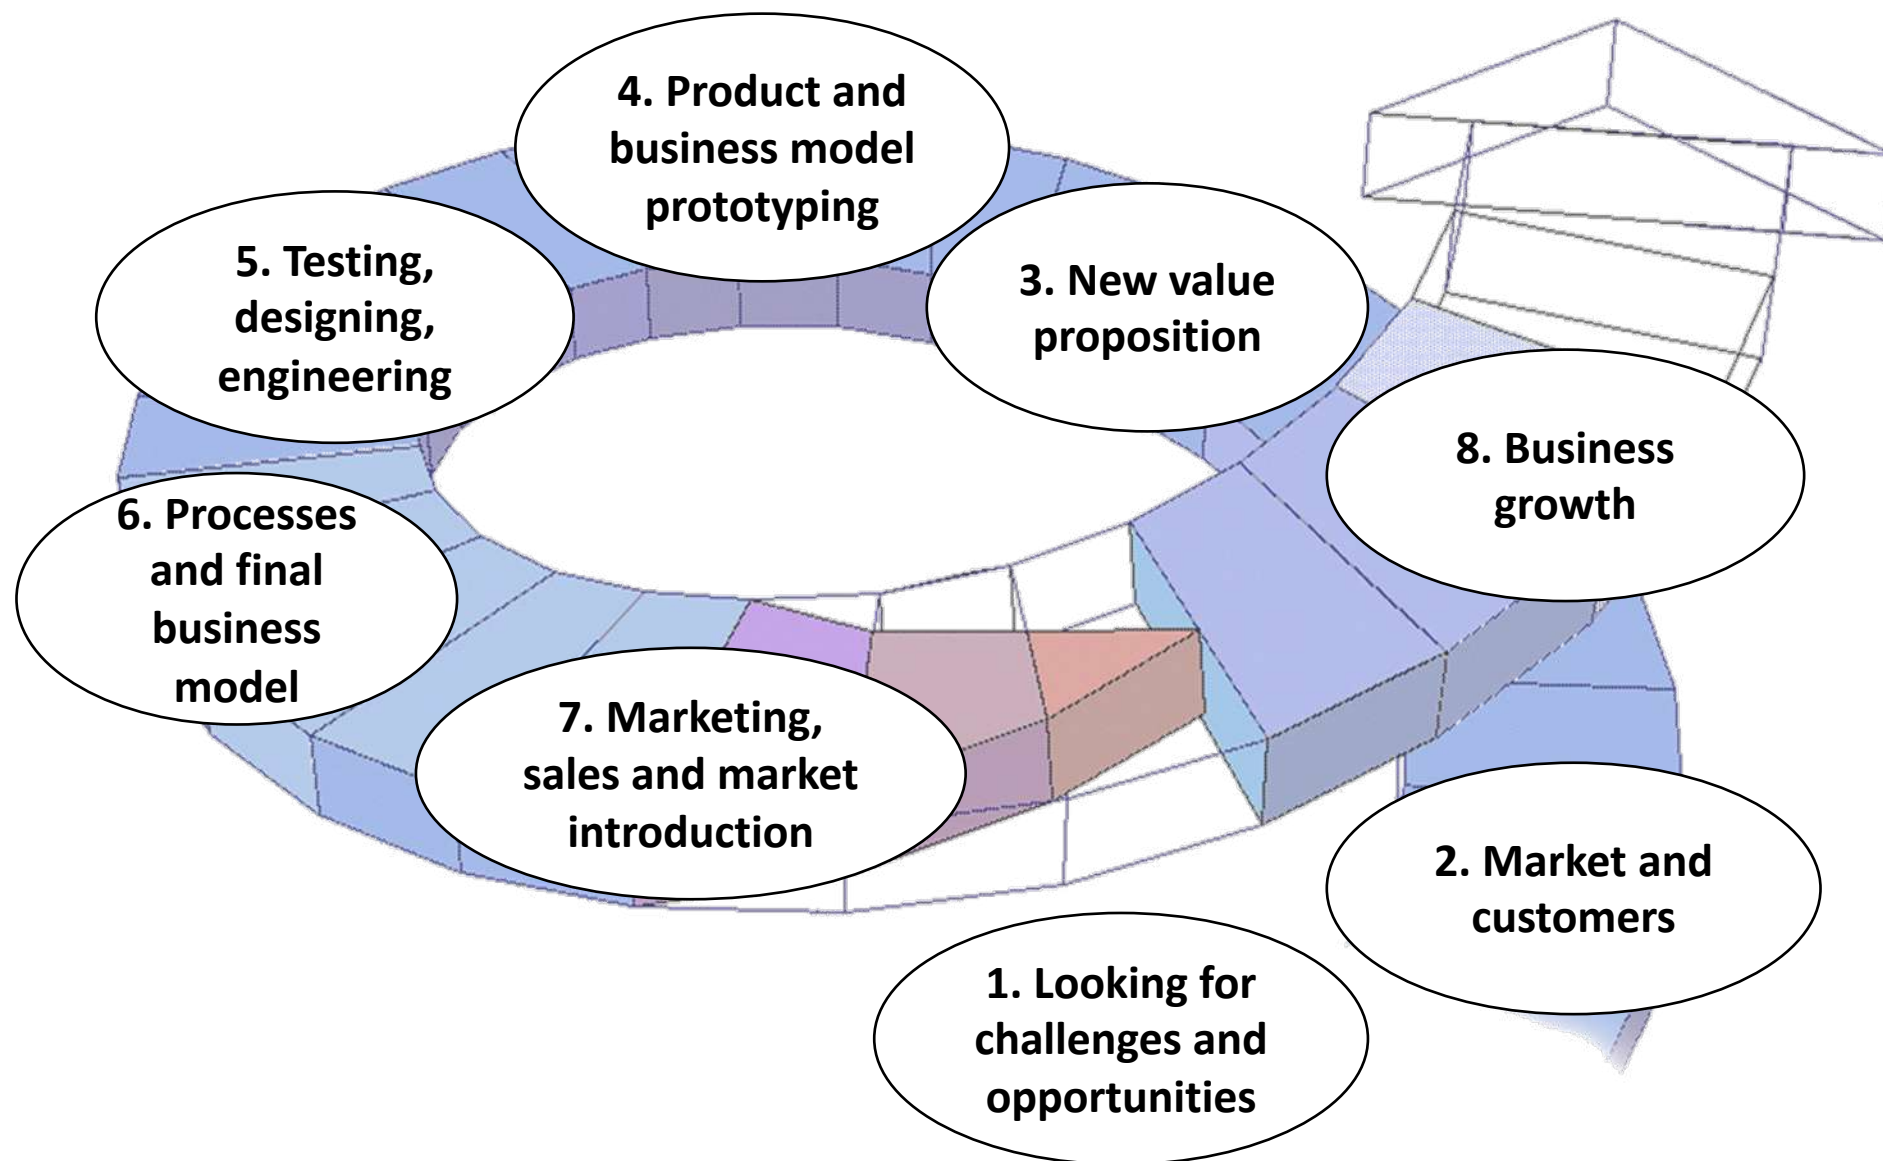 4. Product and
business model
prototyping
5. Testing,
designing,
engineering
3. New value
proposition
8. Business
growth
6. Processes
and final
business
model
7. Marketing,
sales and market
introduction
2. Market and
customers
1. Looking for
challenges and
opportunities